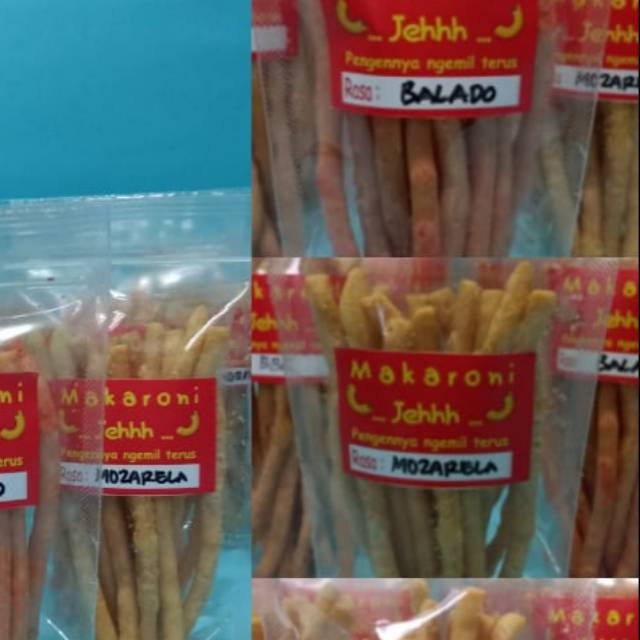 _ Jehhh _
Pengennya ngemil terus
Rasa: BALADO
Jehhh
Makaroni
_ Jehhh _
Pengennya ngemil terus
Rasa: MOZARELA
Makaroni
_ Jehhh _
Pengennya ngemil terus
Rasa: MOZARELA